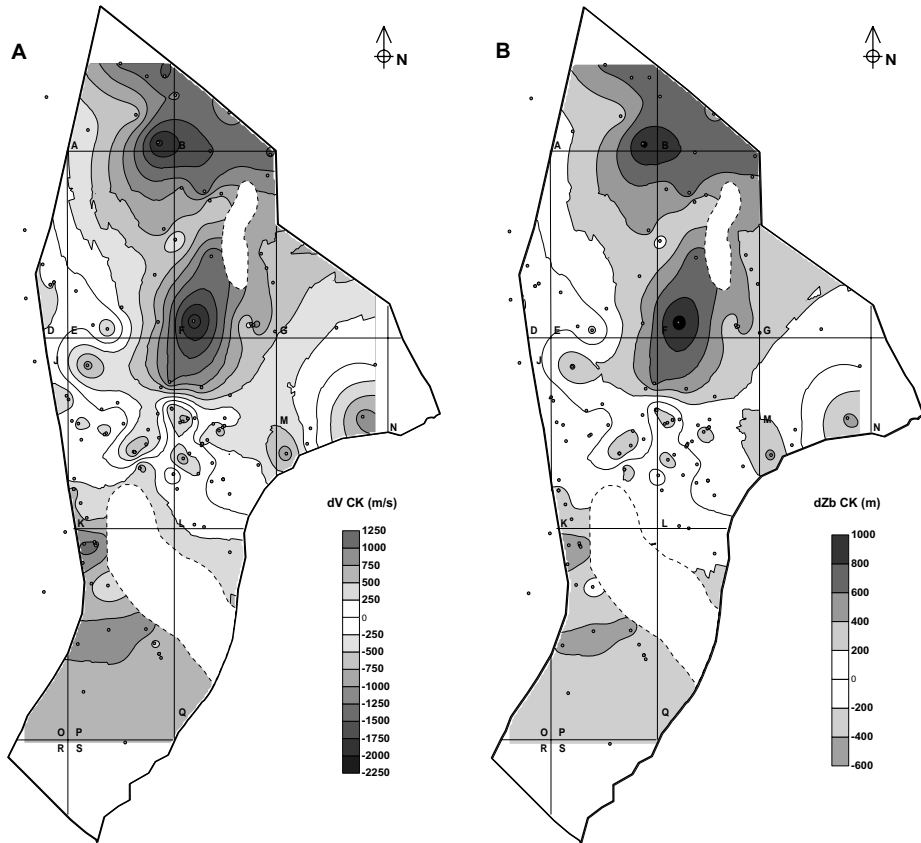 A
N
B
N
A
B
D
E
F
G
J
M
N
K
L
Q
O
P
R
S
dV CK (m/s)
1250
1000
750
500
250
0
-250
-500
-750
-1000
-1250
-1500
-1750
-2000
-2250
A
B
D
E
F
G
J
M
N
K
L
Q
O
P
R
S
dZb CK (m)
1000
800
600
400
200
0
-200
-400
-600